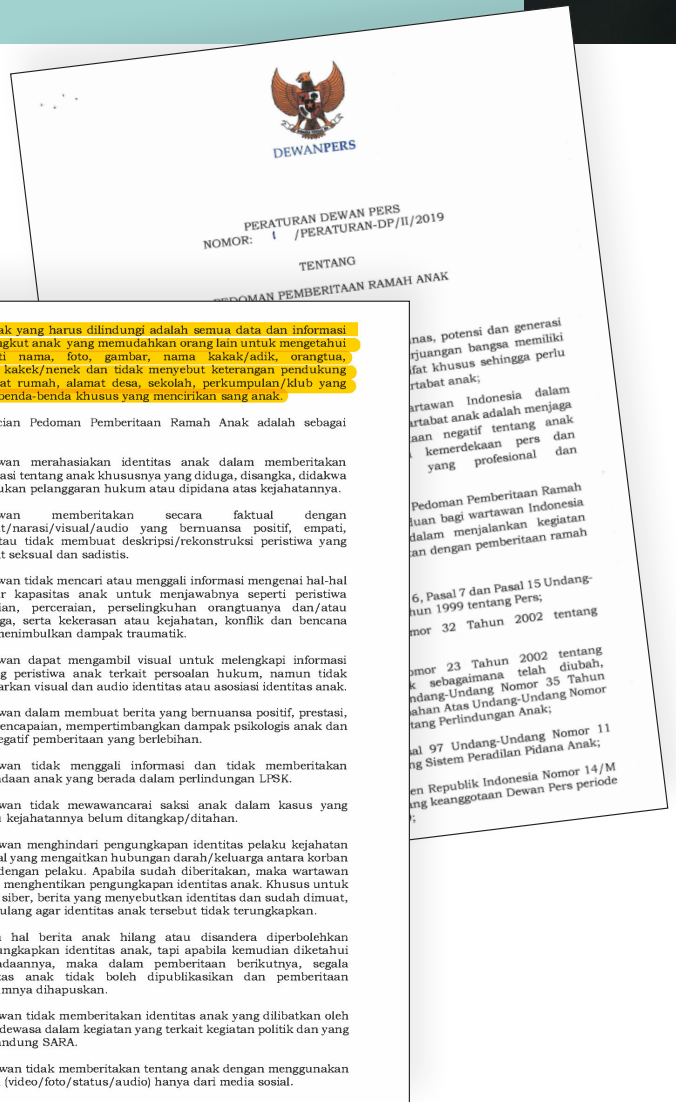 DEWANPERS
PERATURAN DEWAN PERS
NOMOR: 1 /PERATURAN-DP/II/2019
TENTANG
PEDOMAN PEMBERITAAN RAMAH ANAK
nas, potensi dan generasi
rjuangan bangsa memiliki
ifat khusus sehingga perlu
rtabat anak;
artawan Indonesia dalam
artabat anak adalah menjaga
aan negatif tentang anak
kemerdekaan pers dan
yang profesional dan
Pedoman Pemberitaan Ramah
duan bagi wartawan Indonesia
dalam menjalankan kegiatan
an dengan pemberitaan ramah
6, Pasal 7 dan Pasal 15 Undang-
hun 1999 tentang Pers;
mor 32 Tahun 2002 tentang
omor 23 Tahun 2002 tentang
k sebagaimana telah diubah,
ndang-Undang Nomor 35 Tahun
ahan Atas Undang-Undang Nomor
tang Perlindungan Anak;
al 97 Undang-Undang Nomor 11
ng Sistem Peradilan Pidana Anak;
en Republik Indonesia Nomor 14/M
ng keanggotaan Dewan Pers periode
ak yang harus dilindungi adalah semua data dan informasi
ngkut anak yang memudahkan orang lain untuk mengetahui
ti nama, foto, gambar, nama kakak/adik, orangtua,
kakek/nenek dan tidak menyebut keterangan pendukung
at rumah, alamat desa, sekolah, perkumpulan/klub yang
benda-benda khusus yang mencirikan sang anak.
cian Pedoman Pemberitaan Ramah Anak adalah sebagai
wan merahasiakan identitas anak dalam memberitakan
asi tentang anak khususnya yang diduga, disangka, didakwa
ukan pelanggaran hukum atau dipidana atas kejahatannya.
wan memberitakan secara faktual dengan
t/narasi/visual/audio yang bernuansa positif, empati,
tau tidak membuat deskripsi/rekonstruksi peristiwa yang
t seksual dan sadistis.
wan tidak mencari atau menggali informasi mengenai hal-hal
r kapasitas anak untuk menjawabnya seperti peristiwa
ian, perceraian, perselingkuhan orangtuanya dan/atau
ga, serta kekerasan atau kejahatan, konflik dan bencana
menimbulkan dampak traumatik.
wan dapat mengambil visual untuk melengkapi informasi
g peristiwa anak terkait persoalan hukum, namun tidak
arkan visual dan audio identitas atau asosiasi identitas anak.
wan dalam membuat berita yang bernuansa positif, prestasi,
encapaian, mempertimbangkan dampak psikologis anak dan
egatif pemberitaan yang berlebihan.
wan tidak menggali informasi dan tidak memberitakan
daan anak yang berada dalam perlindungan LPSK.
wan tidak mewawancarai saksi anak dalam kasus yang
kejahatannya belum ditangkap/ditahan.
wan menghindari pengungkapan identitas pelaku kejahatan
al yang mengaitkan hubungan darah/keluarga antara korban
dengan pelaku. Apabila sudah diberitakan, maka wartawan
menghentikan pengungkapan identitas anak. Khusus untuk
siber, berita yang menyebutkan identitas dan sudah dimuat,
ulang agar identitas anak tersebut tidak terungkapkan.
hal berita anak hilang atau disandera diperbolehkan
ungkapkan identitas anak, tapi apabila kemudian diketahui
adaannya, maka dalam pemberitaan berikutnya, segala
tas anak tidak boleh dipublikasikan dan pemberitaan
mnya dihapuskan.
wan tidak memberitakan identitas anak yang dilibatkan oleh
dewasa dalam kegiatan yang terkait kegiatan politik dan yang
andung SARA.
wan tidak memberitakan tentang anak dengan menggunakan
(video/foto/status/audio) hanya dari media sosial.